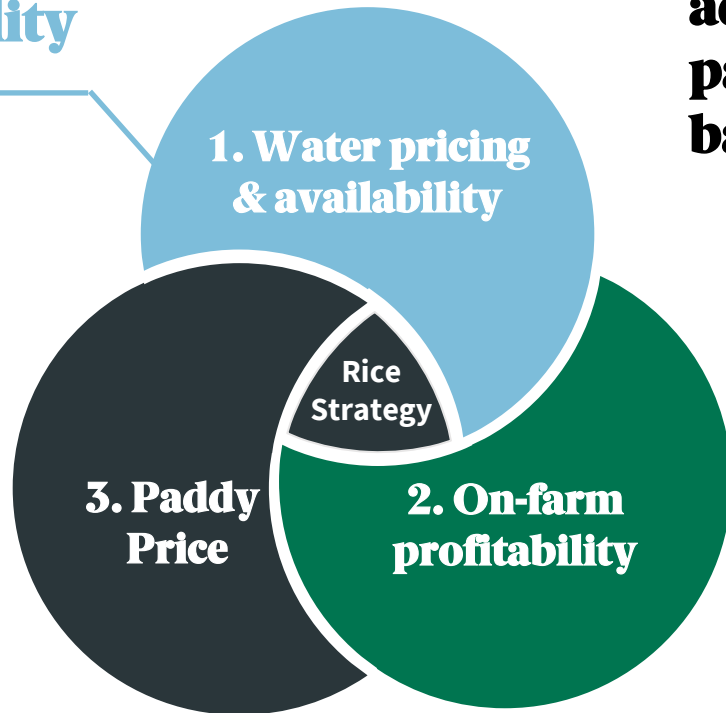 1. Water pricing
& availability
Rice
Strategy
3. Paddy
Price
2. On-farm
profitability